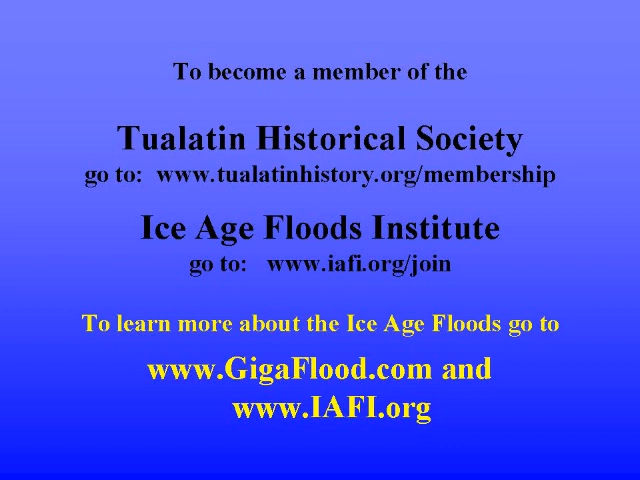 To become a member of the
Tualatin Historical Society
go to: www.tualatinhistory.org/membership
Ice Age Floods Institute
go to: www.iafi.org/join
To learn more about the Ice Age Floods go to
www.GigaFlood.com and
www.IAFI.org